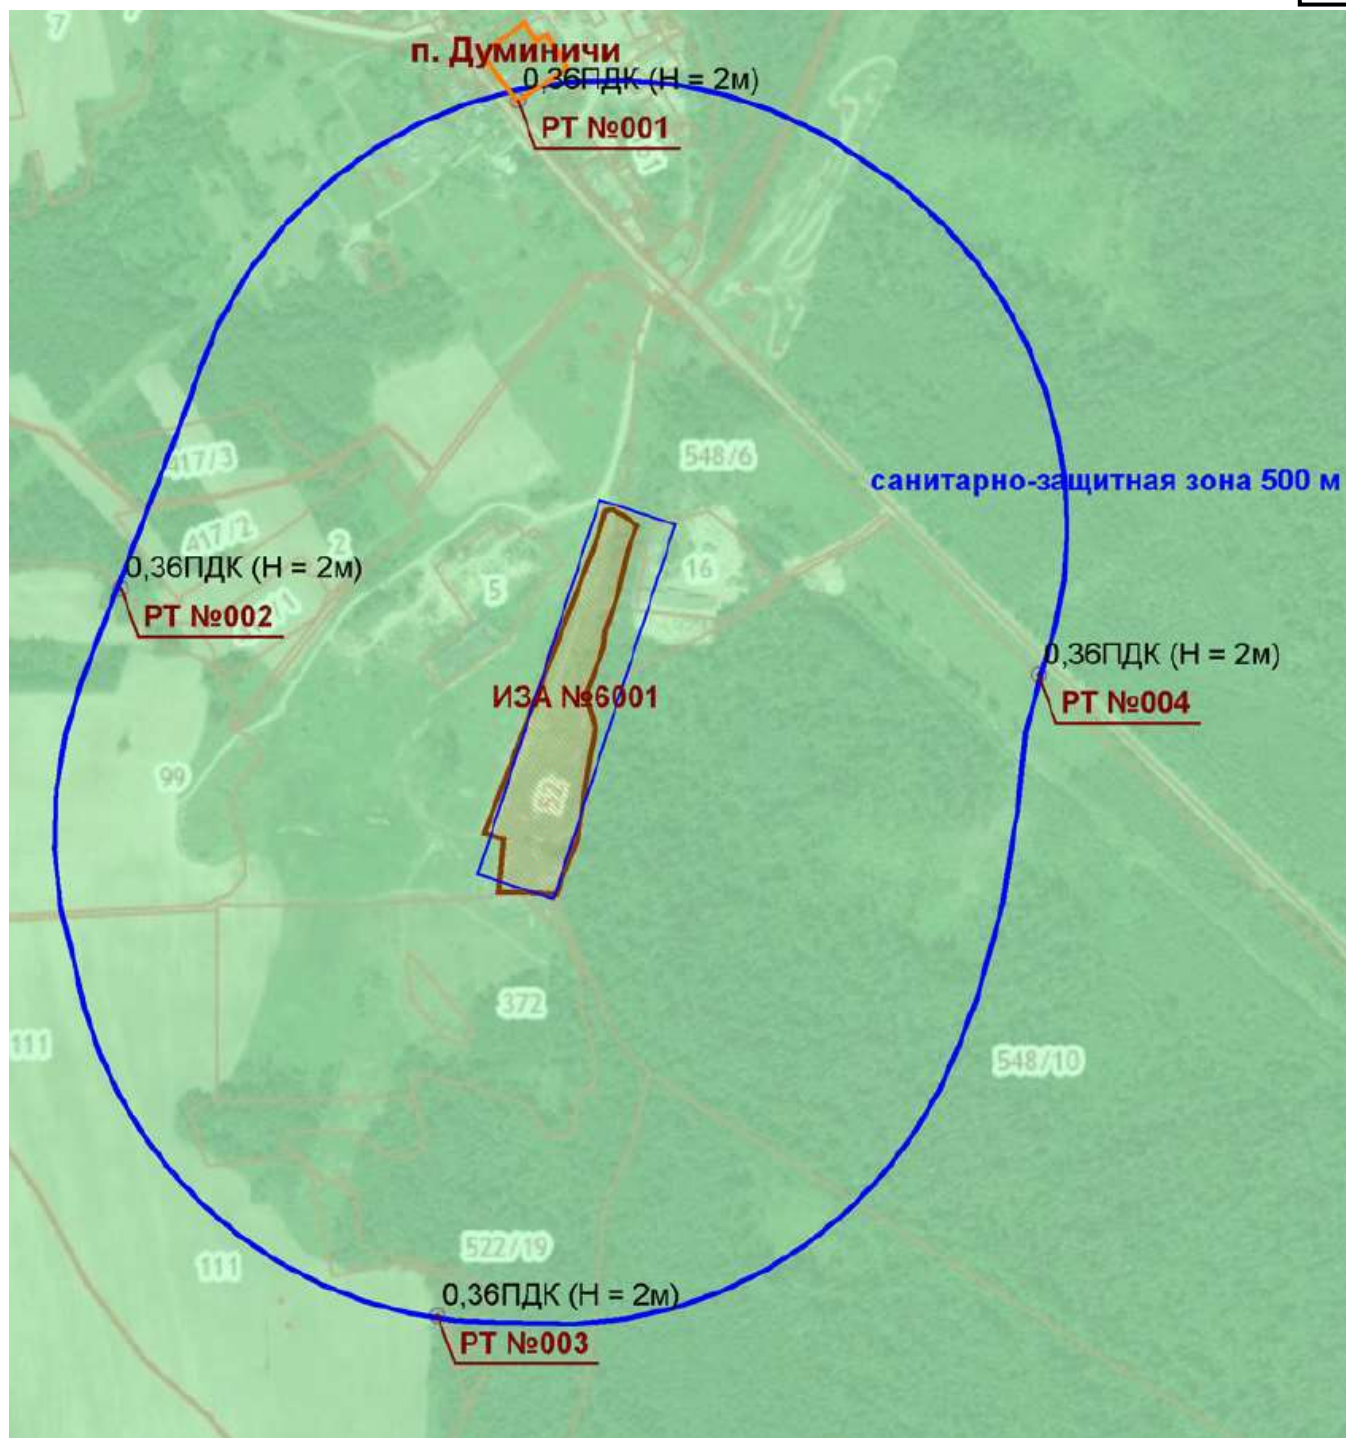 7
п. Думиничи
0,36ПДК (Н = 2м)
РТ №001
548/6
417/3
санитарно-защитная зона 500 м
417/2
2
0,36ПДК (Н = 2м)
16
5
РТ №002
0,36ПДК (Н = 2м)
ИЗА №6001
РТ №004
99
372
111
548/10
522/19
111
0,36ПДК (Н = 2м)
РТ №003